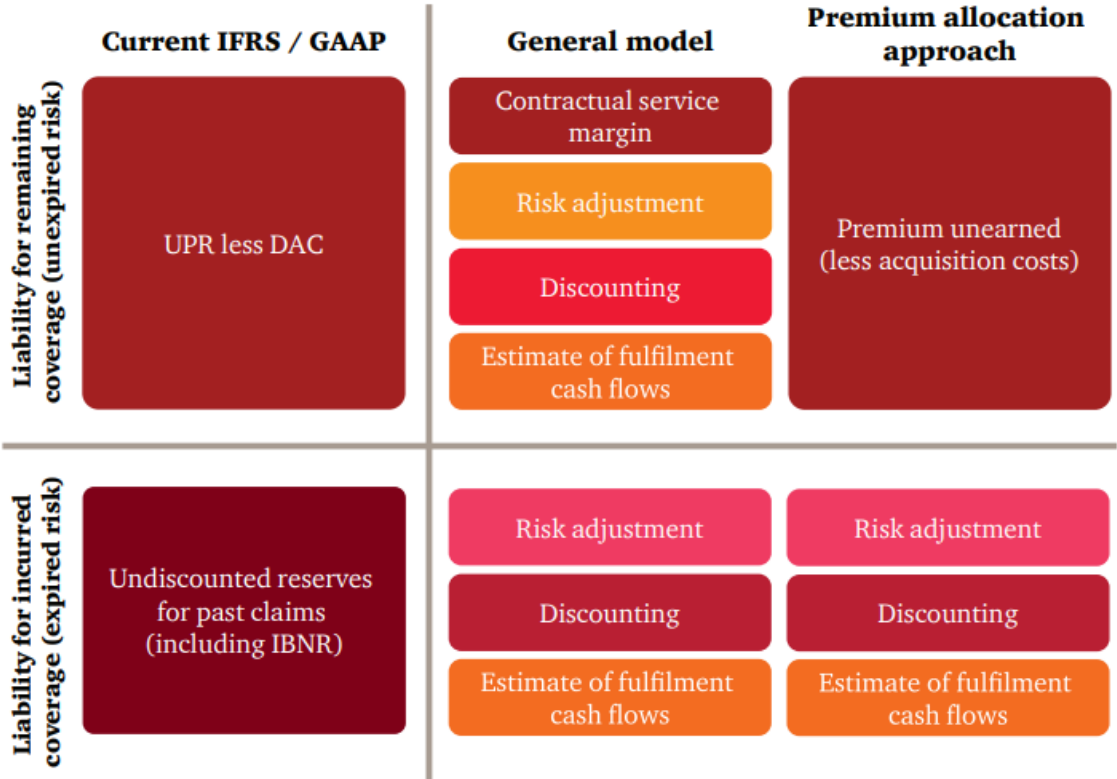 Current IFRS / GAAP
General model
Premium allocation
approach
Liability for remaining
coverage (unexpired risk)
UPR less DAC
Contractual service
margin
Risk adjustment
Discounting
Estimate of fulfilment
cash flows
Premium unearned
(less acquisition costs)
Liability for incurred
coverage (expired risk)
Undiscounted reserves
for past claims
(including IBNR)
Risk adjustment
Discounting
Estimate of fulfilment
cash flows
Risk adjustment
Discounting
Estimate of fulfilment
cash flows